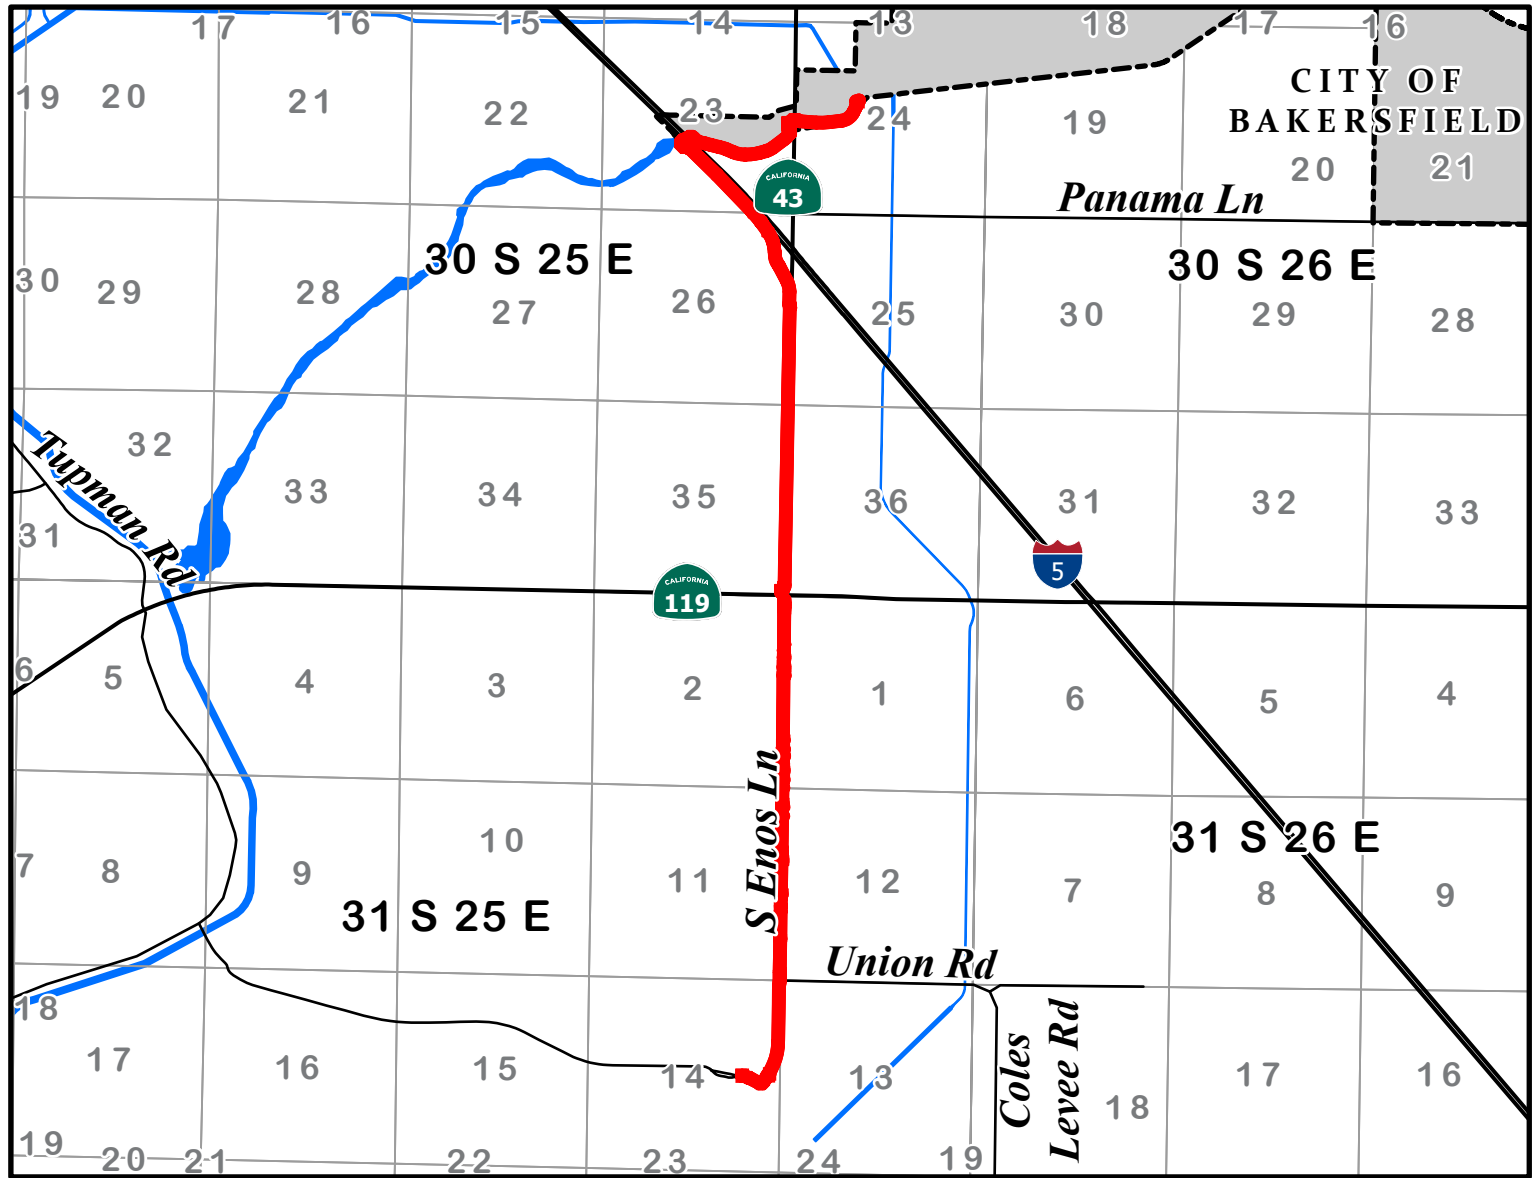 17 16 15 14 13 18 17 16
19 20 21 22 23 24 19 CITY OF
BAKERSFIELD
20 21
CALIFORNIA
43
Panama Ln
30 S 25 E 30 S 26 E
30 29 28 27 26 25 30 29 28
Tupman Rd
32
31 33 34 35 36 31 32 33
5
CALIFORNIA
119
6 5 4 3 2 1 6 5 4
S Enos Ln
31 S 26 E
7 8 9 10 11 12 7 8 9
31 S 25 E
Union Rd
18 17 16 15 14 13 17 16
Coles
Levee Rd
18
19 20 21 22 23 24 19